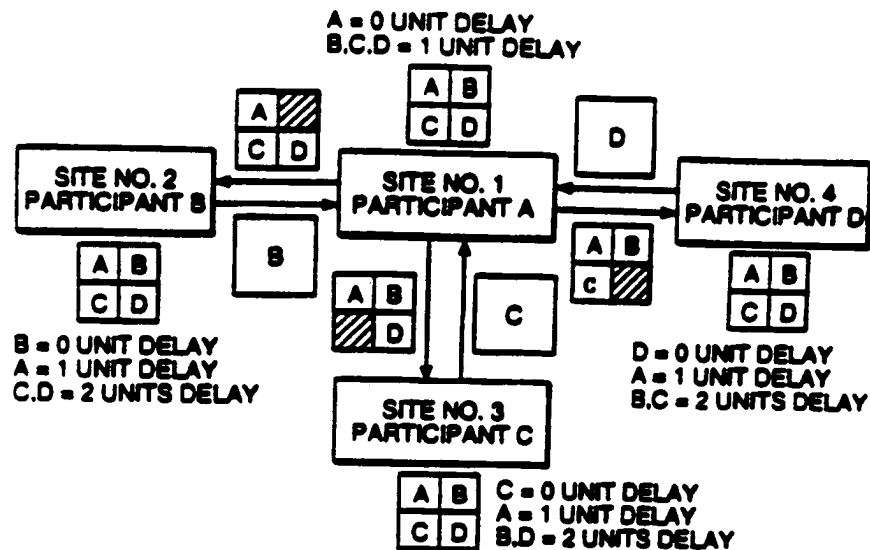 A = 0 UNIT DELAY
B,C,D = 1 UNIT DELAY
A
C D
A B
C D
D
SITE NO. 2
PARTICIPANT B
SITE NO. 1
PARTICIPANT A
SITE NO. 4
PARTICIPANT D
A B
C D
B
A B
D
C
A B
C
A B
C D
B = 0 UNIT DELAY
A = 1 UNIT DELAY
C,D = 2 UNITS DELAY
D = 0 UNIT DELAY
A = 1 UNIT DELAY
B,C = 2 UNITS DELAY
SITE NO. 3
PARTICIPANT C
A B
C D
C = 0 UNIT DELAY
A = 1 UNIT DELAY
B,D = 2 UNITS DELAY